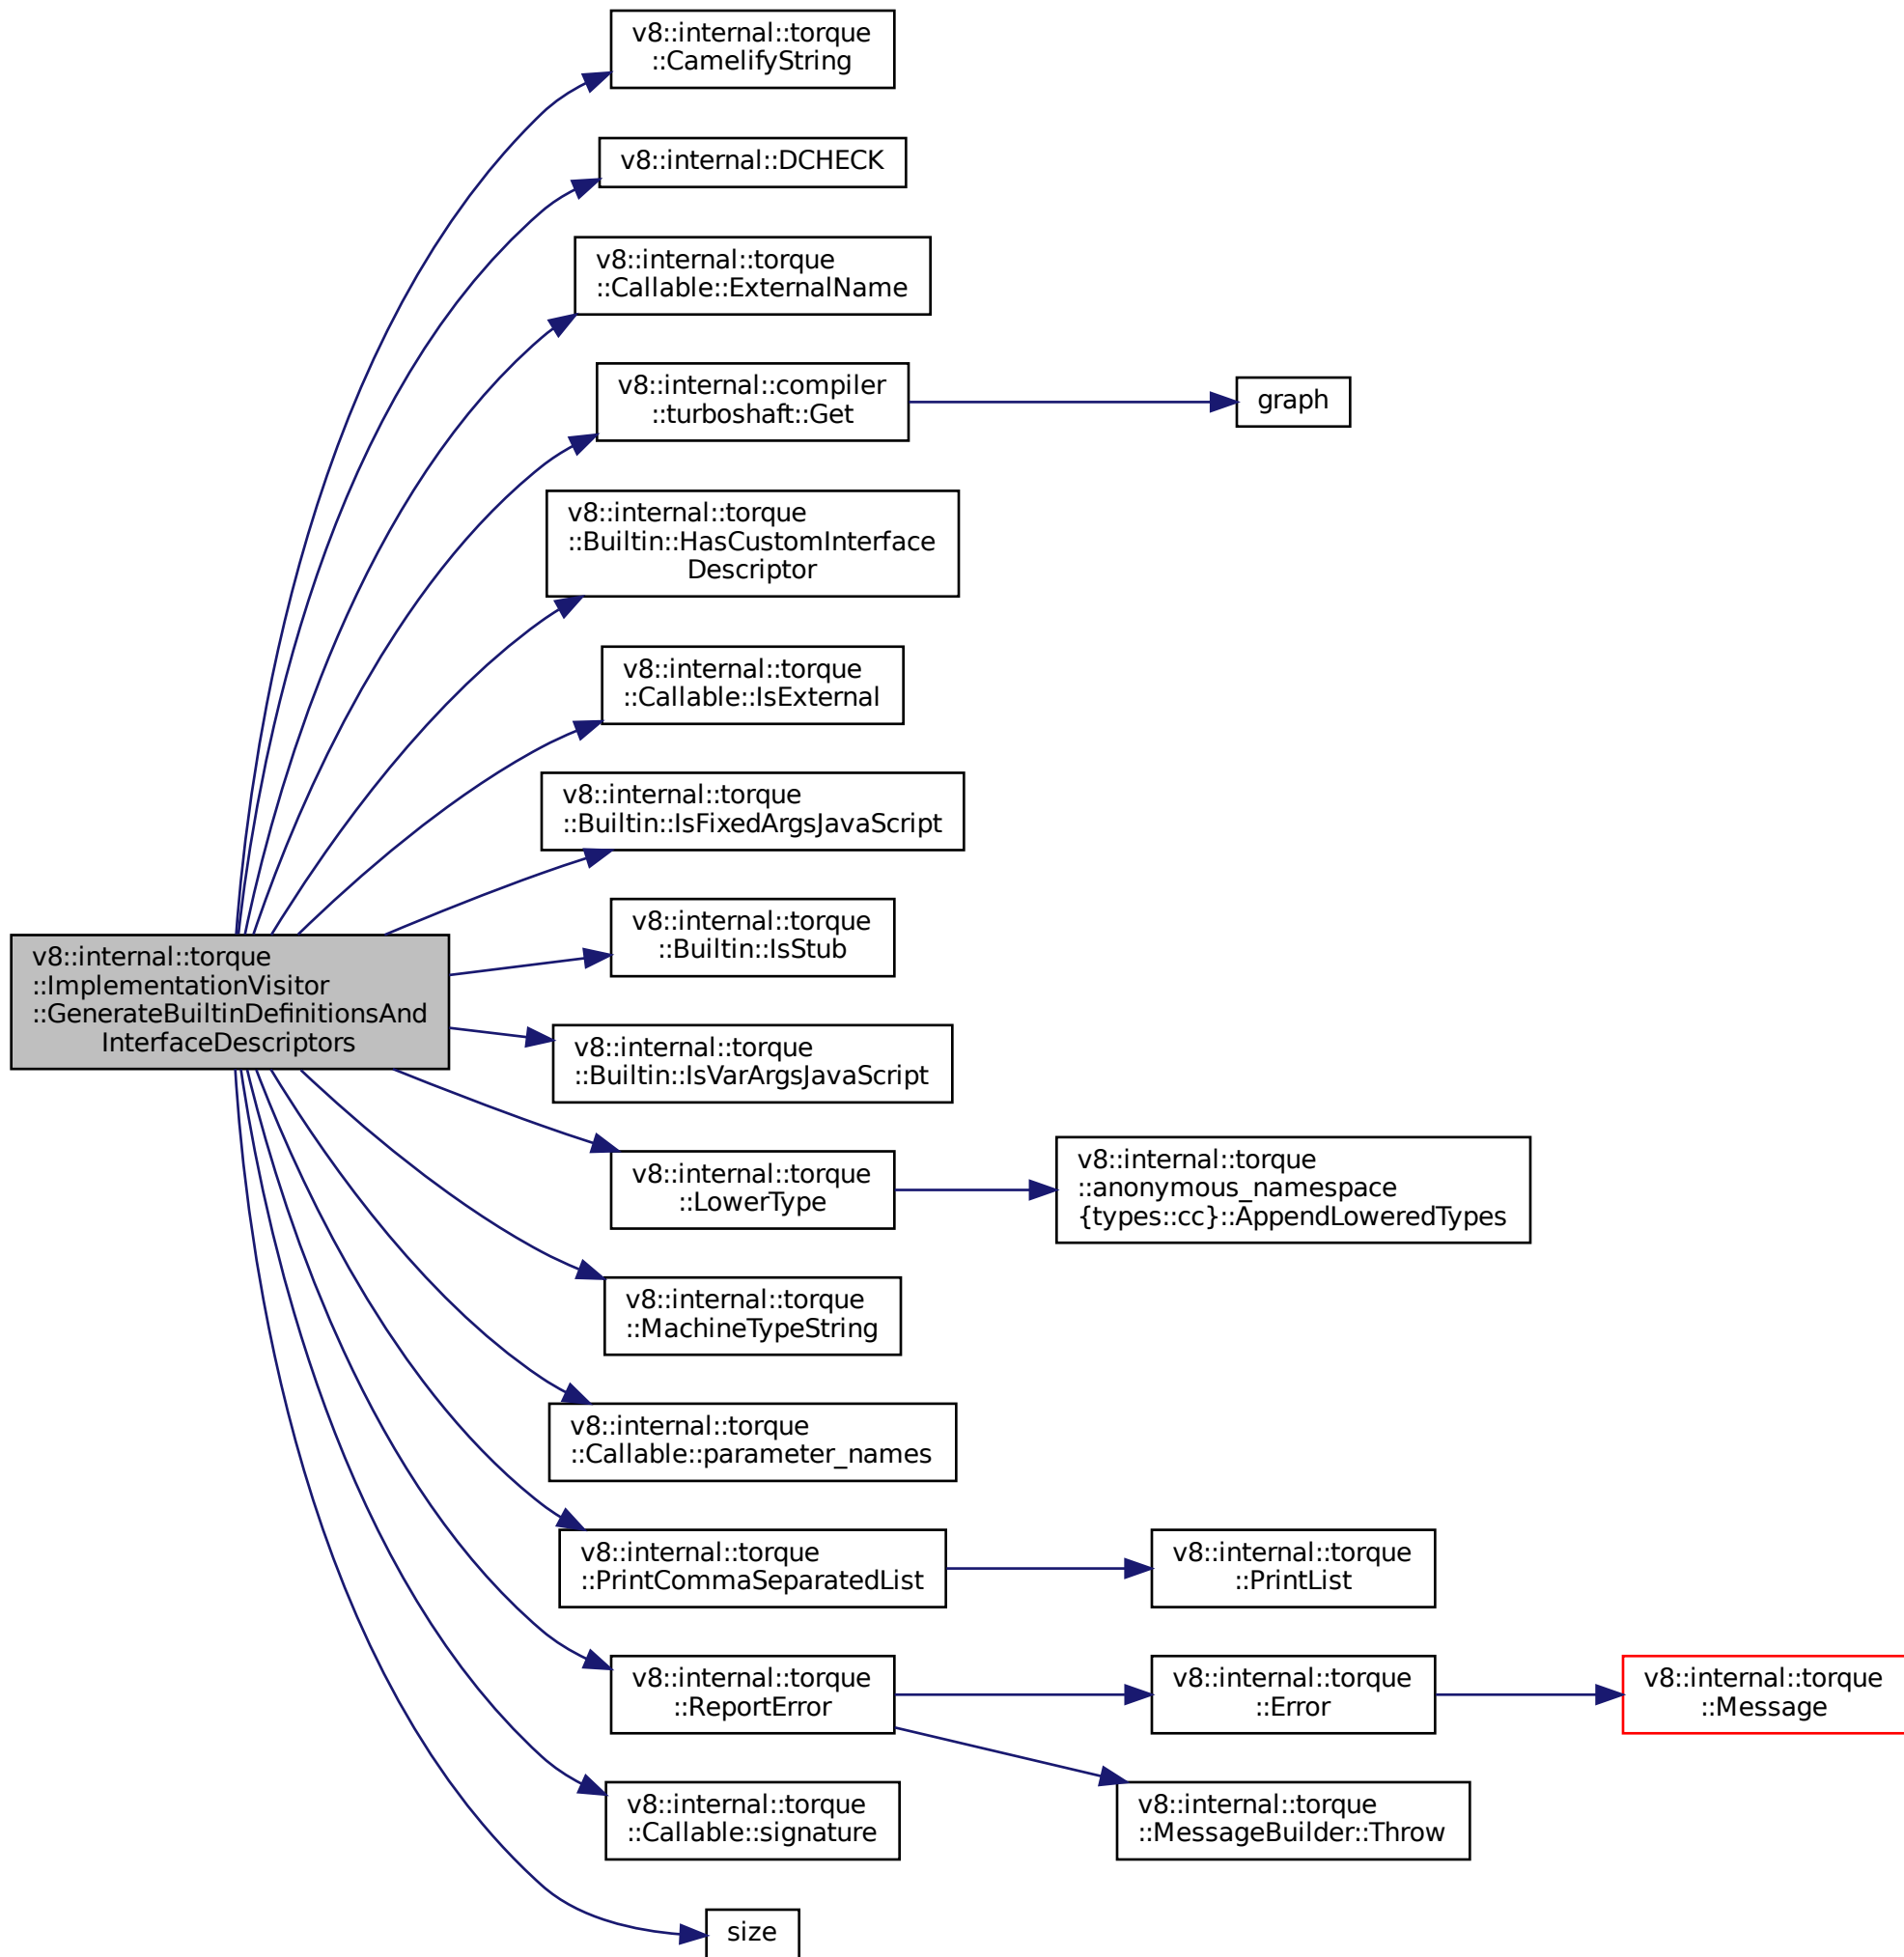 v8::internal::torque
::CamelifyString
v8::internal::DCHECK
v8::internal::torque
::Callable::ExternalName
v8::internal::compiler
::turboshaft::Get
graph
v8::internal::torque
::Builtin::HasCustomInterface
Descriptor
v8::internal::torque
::Callable::IsExternal
v8::internal::torque
::Builtin::IsFixedArgsJavaScript
v8::internal::torque
::Builtin::IsStub
v8::internal::torque
::ImplementationVisitor
::GenerateBuiltinDefinitionsAnd
InterfaceDescriptors
v8::internal::torque
::Builtin::IsVarArgsJavaScript
v8::internal::torque
::LowerType
v8::internal::torque
::anonymous_namespace
{types::cc}::AppendLoweredTypes
v8::internal::torque
::MachineTypeString
v8::internal::torque
::Callable::parameter_names
v8::internal::torque
::PrintCommaSeparatedList
v8::internal::torque
::PrintList
v8::internal::torque
::ReportError
v8::internal::torque
::Error
v8::internal::torque
::Message
v8::internal::torque
::Callable::signature
v8::internal::torque
::MessageBuilder::Throw
size